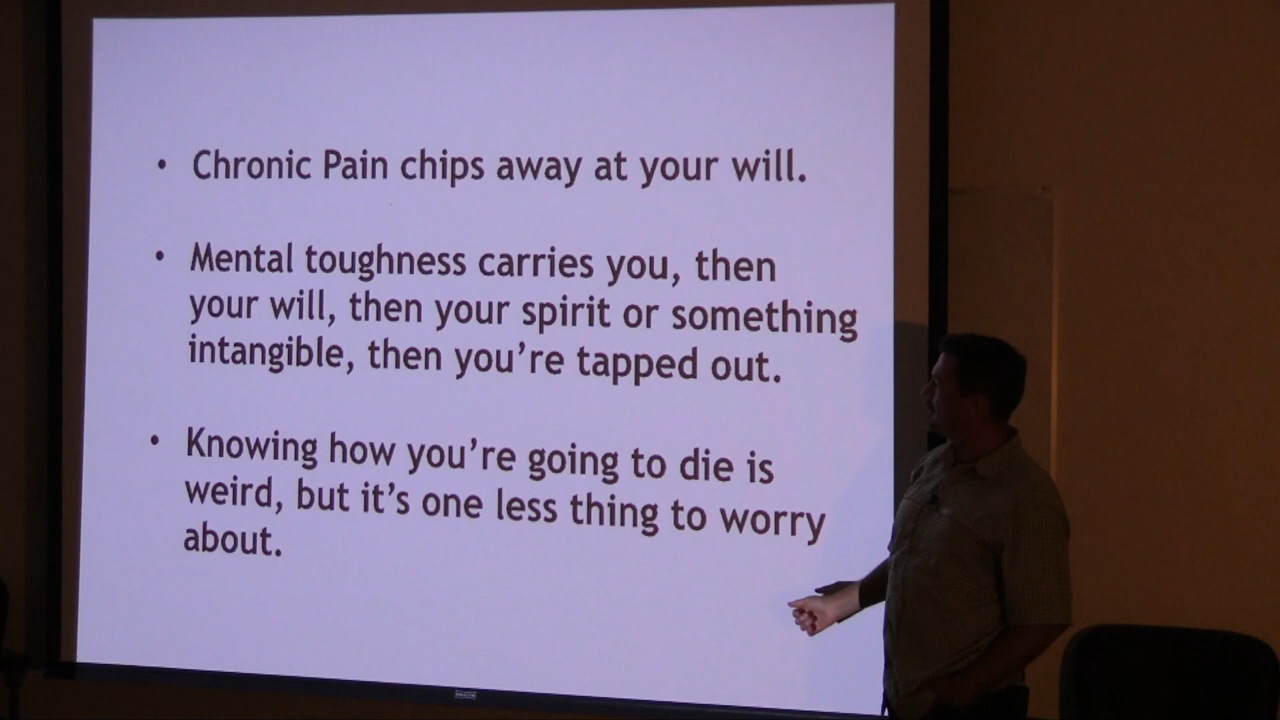 • Chronic Pain chips away at your will.
• Mental toughness carries you, then
your will, then your spirit or something
intangible, then you're tapped out.
• Knowing how you're going to die is
weird, but it's one less thing to worry
about.